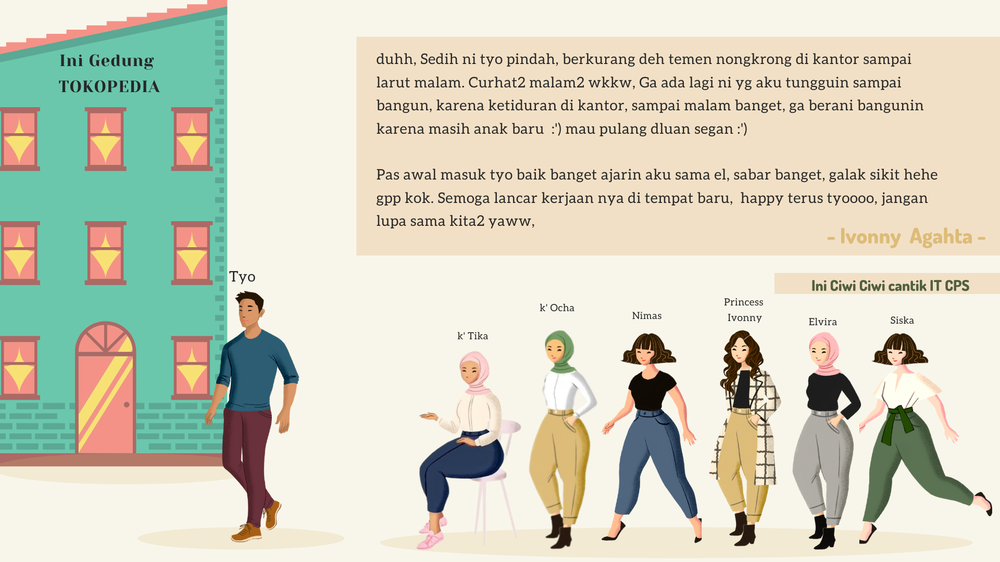 Ini Gedung
TOKOPEDIA
duhh, Sedih ni tyo pindah, berkurang deh temen nongkrong di kantor sampai
larut malam. Curhat2 malam2 wkkw, Ga ada lagi ni yg aku tungguin sampai
bangun, karena ketiduran di kantor, sampai malam banget, ga berani bangunin
karena masih anak baru  :') mau pulang dluan segan :')
Pas awal masuk tyo baik banget ajarin aku sama el, sabar banget, galak sikit hehe
gpp kok. Semoga lancar kerjaan nya di tempat baru,  happy terus tyoooo, jangan
lupa sama kita2 yaww,
- Ivonny  Agahta -
Tyo
Ini Ciwi Ciwi cantik IT CPS
k' Tika
k' Ocha
Nimas
Princess
Ivonny
Elvira
Siska